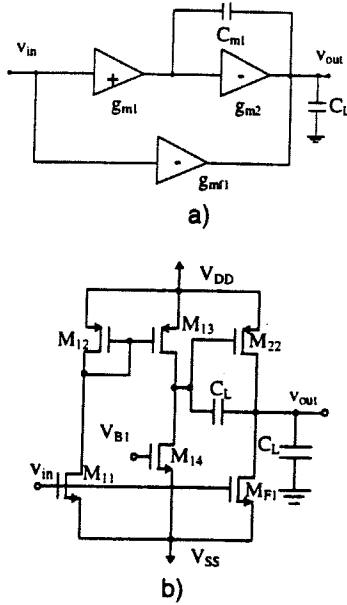 C_m1
v_in
v_out
+
-
g_m1
g_m2
C_L
-
g_mf1
a)
V_DD
M_12
M_13
M_22
C_L
v_out
V_B1
M_14
C_L
v_in
M_11
M_F1
V_SS
b)